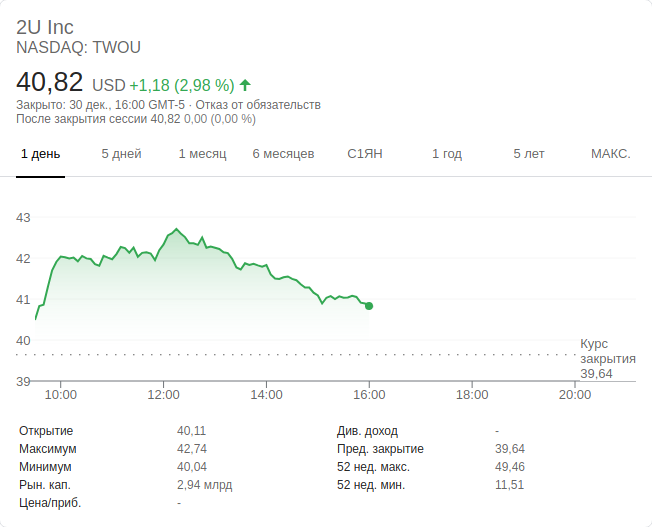 2U Inc
NASDAQ: TWOU
40,82 USD +1,18 (2,98 %)
Закрыто: 30 дек., 16:00 GMT-5 · Отказ от обязательств
После закрытия сессии 40,82 0,00 (0,00 %)
1 день 5 дней 1 месяц 6 месяцев С1ЯН 1 год 5 лет МАКС.
43
42
41
40
Курс
закрытия
39,64
39
10:00 12:00 14:00 16:00 18:00 20:00
Открытие 40,11 Див. доход -
Максимум 42,74 Пред. закрытие 39,64
Минимум 40,04 52 нед. макс. 49,46
Рын. кап. 2,94 млрд 52 нед. мин. 11,51
Цена/приб. -